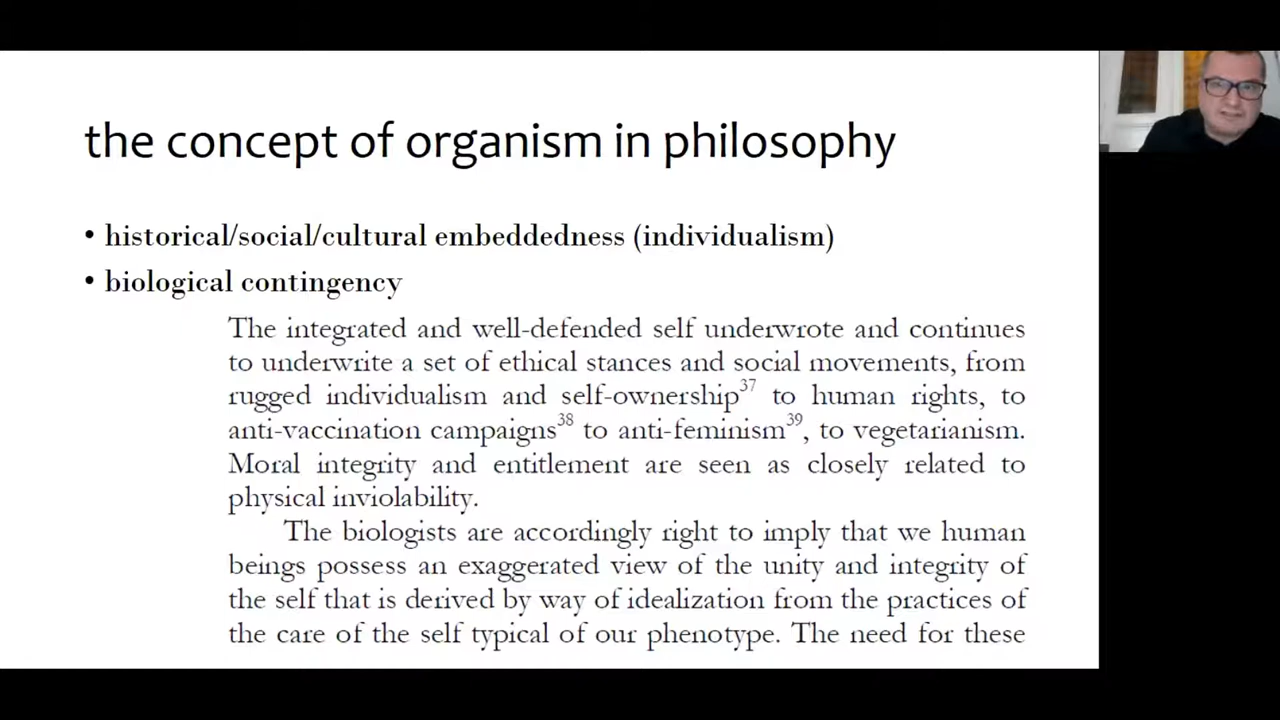 the concept of organism in philosophy
• historical/social/cultural embeddedness (individualism)
• biological contingency
The integrated and well-defended self underwrote and continues
to underwrite a set of ethical stances and social movements, from
rugged individualism and self-ownership37 to human rights, to
anti-vaccination campaigns38 to anti-feminism39, to vegetarianism.
Moral integrity and entitlement are seen as closely related to
physical inviolability.
The biologists are accordingly right to imply that we human
beings possess an exaggerated view of the unity and integrity of
the self that is derived by way of idealization from the practices of
the care of the self typical of our phenotype. The need for these